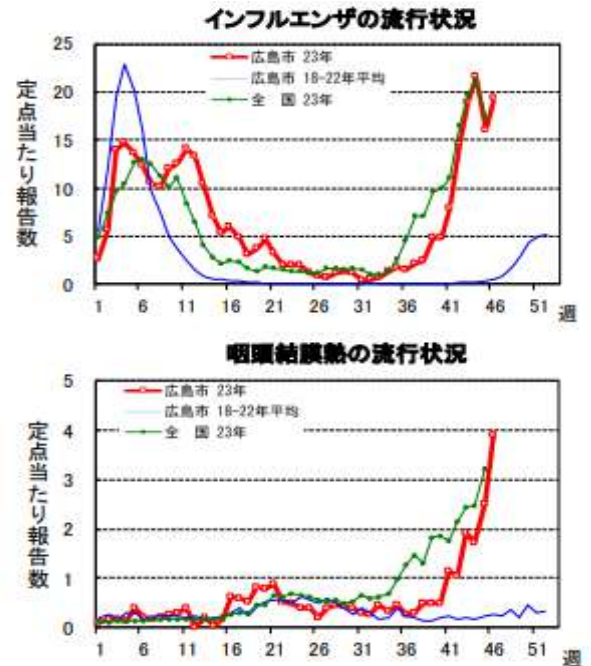 インフルエンザの流行状況
定点当たり報告数
25
20
15
10
5
0
広島市 23年
広島市 18-22年平均
全 国 23年
1 6 11 16 21 26 31 36 41 46 51 週
咽頭結膜熱の流行状況
定点当たり報告数
5
4
3
2
1
0
広島市 23年
広島市 18-22年平均
全 国 23年
1 6 11 16 21 26 31 36 41 46 51 週